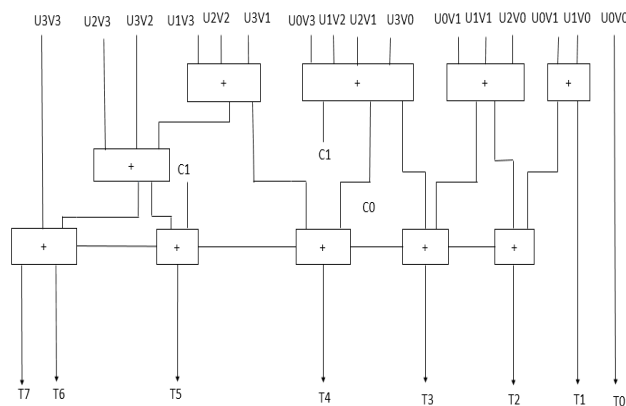 U3V3 U2V3 U3V2 U1V3 U2V2 U3V1 U0V3 U1V2 U2V1 U3V0 U0V1 U1V1 U2V0 U0V1 U1V0 U0V0
+ + + +
+ C1 C1
C0
+ + + + +
T7 T6 T5 T4 T3 T2 T1 T0